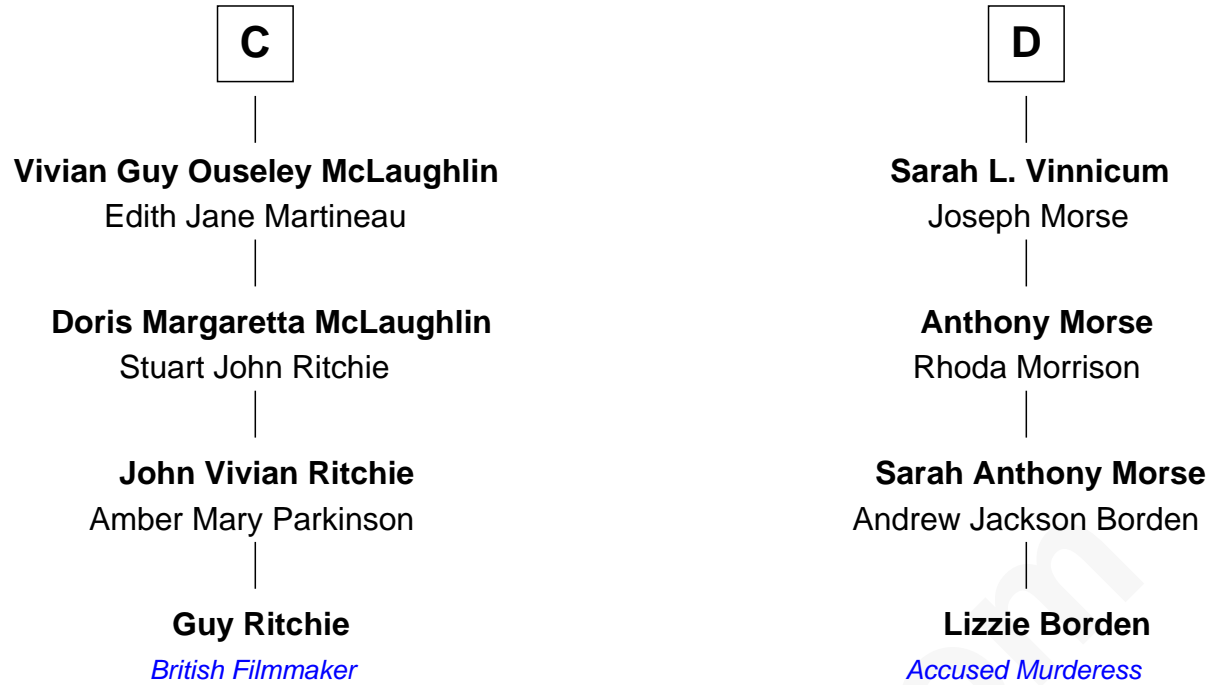 C
Vivian Guy Ouseley McLaughlin
Edith Jane Martineau
Doris Margaretta McLaughlin
Stuart John Ritchie
John Vivian Ritchie
Amber Mary Parkinson
Guy Ritchie
British Filmmaker
D
Sarah L. Vinnicum
Joseph Morse
Anthony Morse
Rhoda Morrison
Sarah Anthony Morse
Andrew Jackson Borden
Lizzie Borden
Accused Murderess
om